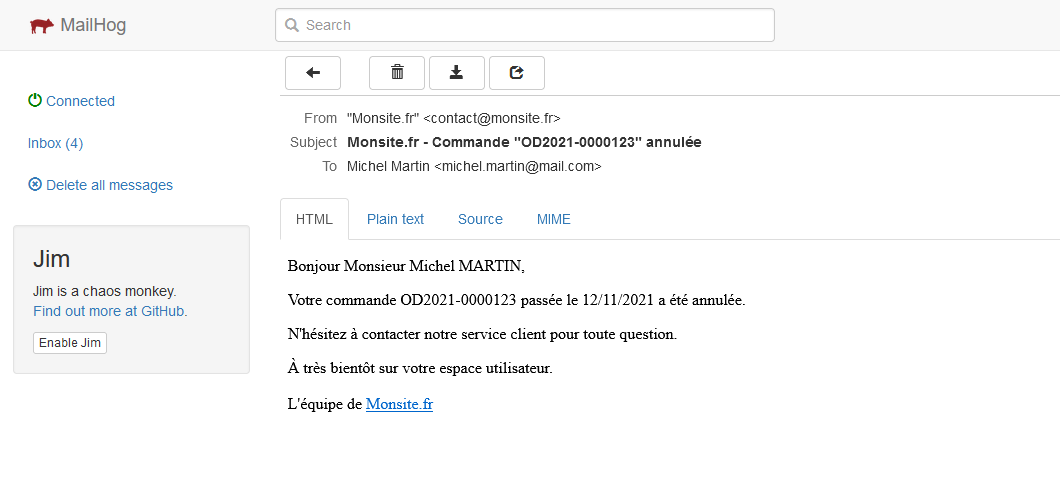 MailHog
Search
Connected
Inbox (4)
Delete all messages
Jim
Jim is a chaos monkey.
Find out more at GitHub.
Enable Jim
From "Monsite.fr" <contact@monsite.fr>
Subject Monsite.fr - Commande "OD2021-0000123" annulée
To Michel Martin <michel.martin@mail.com>
HTML Plain text Source MIME
Bonjour Monsieur Michel MARTIN,
Votre commande OD2021-0000123 passée le 12/11/2021 a été annulée.
N'hésitez à contacter notre service client pour toute question.
À très bientôt sur votre espace utilisateur.
L'équipe de Monsite.fr